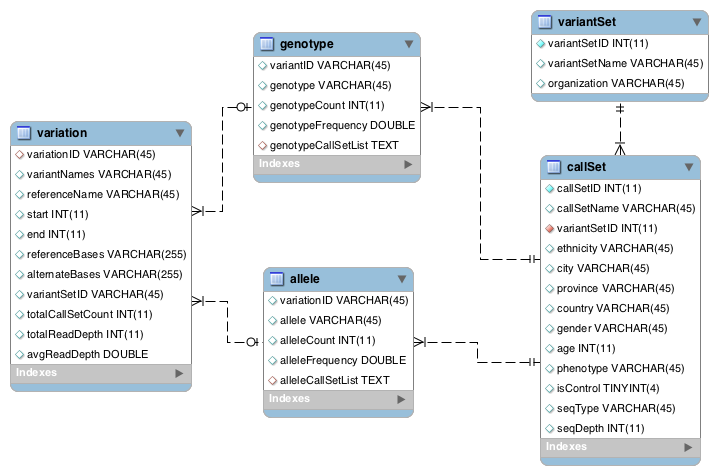 variation
variationID VARCHAR(45)
variantNames VARCHAR(45)
referenceName VARCHAR(45)
start INT(11)
end INT(11)
referenceBases VARCHAR(255)
alternateBases VARCHAR(255)
variantSetID VARCHAR(45)
totalCallSetCount INT(11)
totalReadDepth INT(11)
avgReadDepth DOUBLE
Indexes
genotype
variantID VARCHAR(45)
genotype VARCHAR(45)
genotypeCount INT(11)
genotypeFrequency DOUBLE
genotypeCallSetList TEXT
Indexes
allele
variationID VARCHAR(45)
allele VARCHAR(45)
alleleCount INT(11)
alleleFrequency DOUBLE
alleleCallSetList TEXT
Indexes
variantSet
variantSetID INT(11)
variantSetName VARCHAR(45)
organization VARCHAR(45)
callSet
callSetID INT(11)
callSetName VARCHAR(45)
variantSetID INT(11)
ethnicity VARCHAR(45)
city VARCHAR(45)
province VARCHAR(45)
country VARCHAR(45)
gender VARCHAR(45)
age INT(11)
phenotype VARCHAR(45)
isControl TINYINT(4)
seqType VARCHAR(45)
seqDepth INT(11)
Indexes